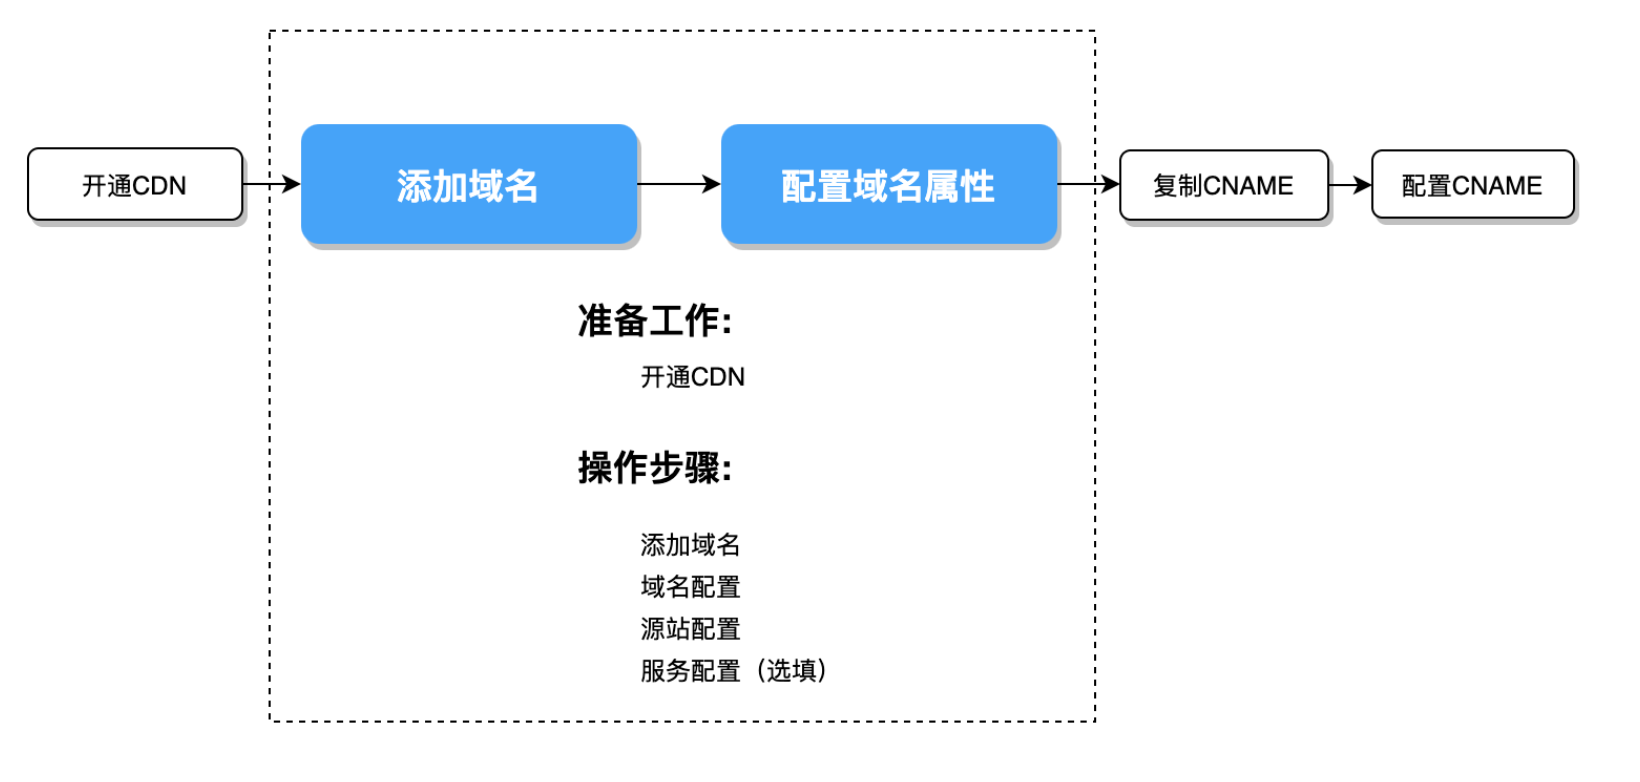 开通CDN
添加域名
配置域名属性
复制CNAME
配置CNAME
准备工作:
开通CDN
操作步骤:
添加域名
域名配置
源站配置
服务配置（选填）